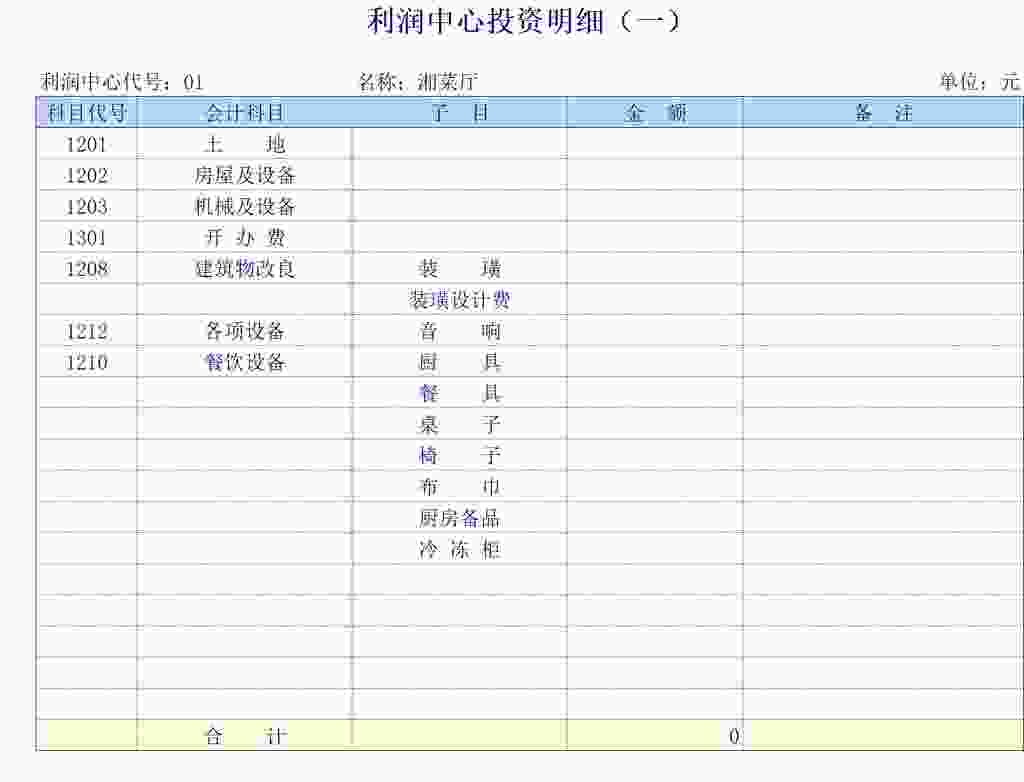 利润中心投资明细（一）
利润中心代号：01 名称：湘菜厅 单位：元
科目代号 会计科目 子 目 金 额 备 注
1201 土 地
1202 房屋及设备
1203 机械及设备
1301 开 办 费
1208 建筑物改良 装 璜
装璜设计费
1212 各项设备 音 响
1210 餐饮设备 厨 具
餐 具
桌 子
椅 子
布 巾
厨房备品
冷 冻 柜
合 计 0